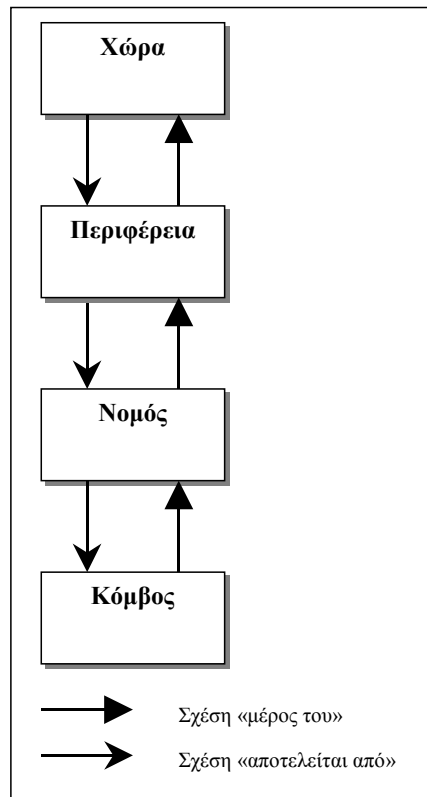 Χώρα
Περιφέρεια
Νομός
Κόμβος
Σχέση «μέρος του»
Σχέση «αποτελείται από»